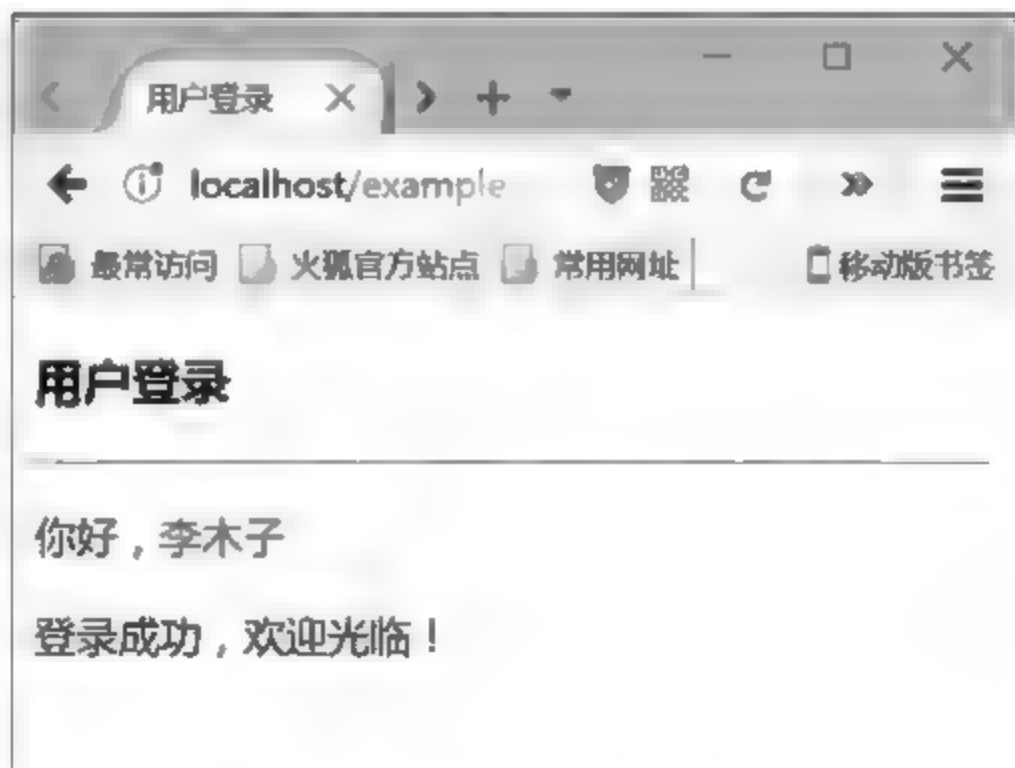 用户登录
localhost/example
最常访问 火狐官方站点 常用网址 移动版书签
用户登录
你好，李木子
登录成功，欢迎光临！